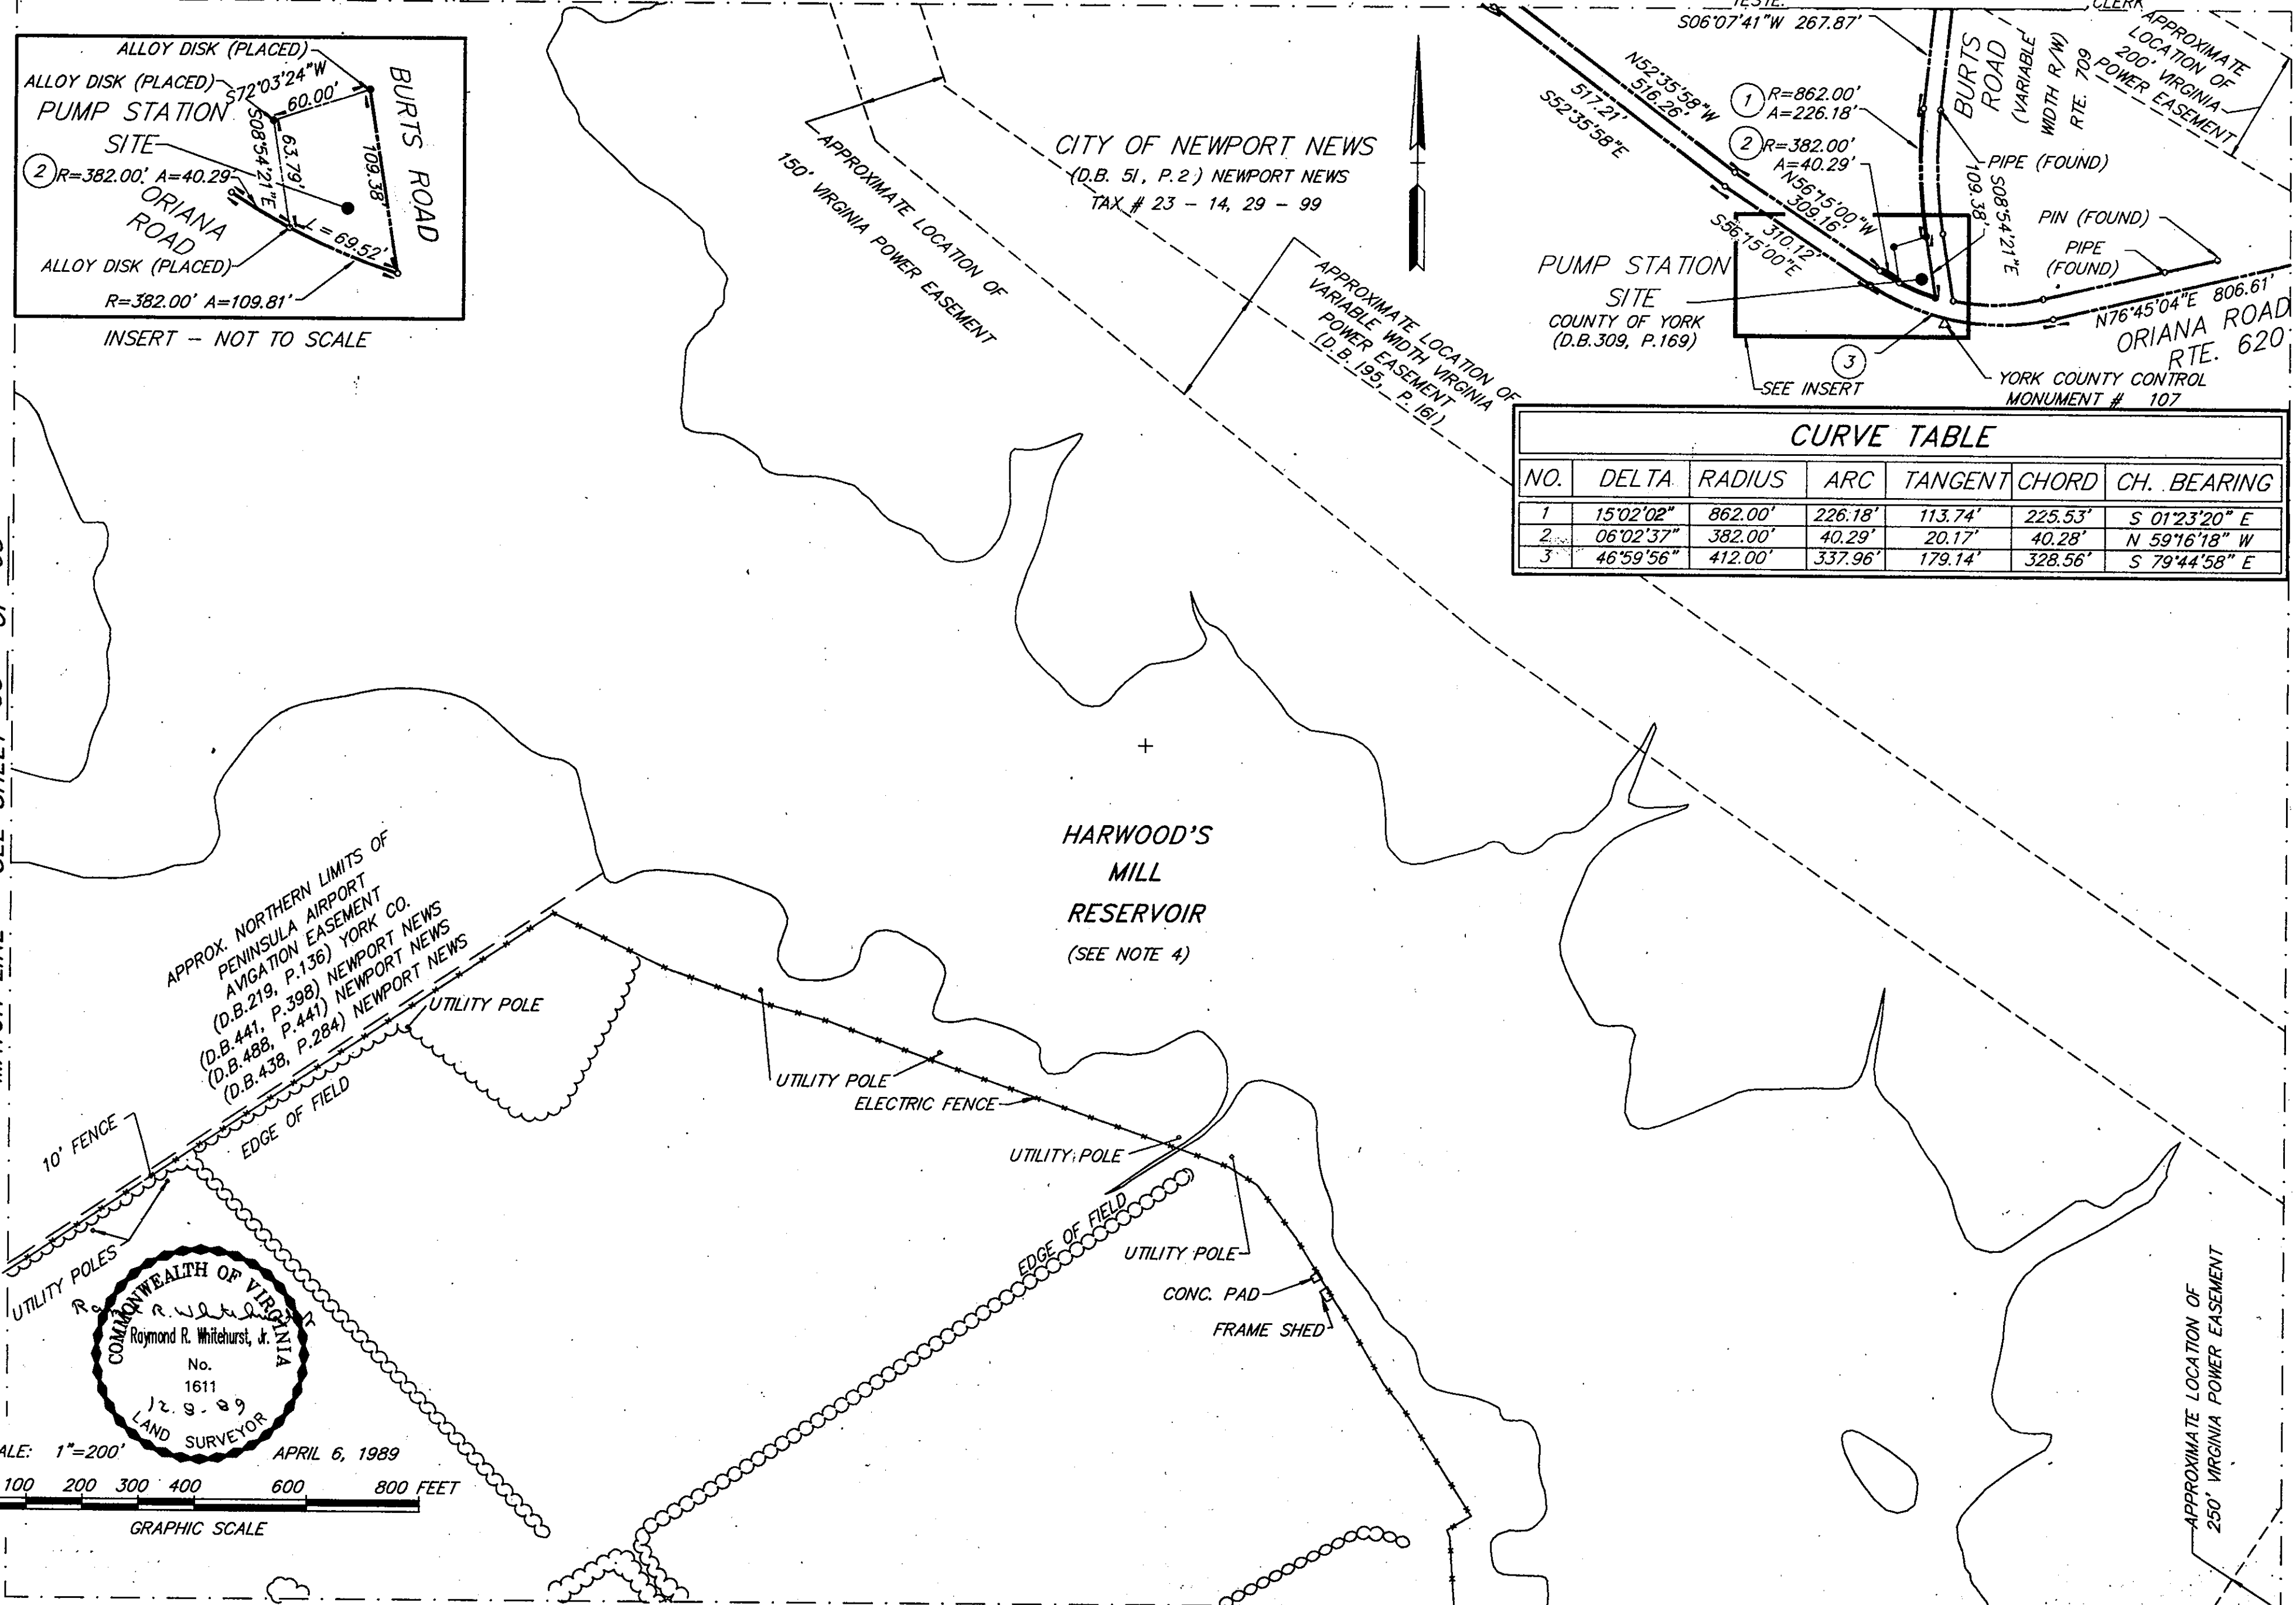 ALLOY DISK (PLACED)
ALLOY DISK (PLACED)
S72°03'24"W
60.00'
PUMP STATION
SITE
S08°54'21"E
63.79'
109.38'
BURTS ROAD
2 R=382.00' A=40.29'
ORIANA
ROAD
L = 69.52'
ALLOY DISK (PLACED)
R=382.00' A=109.81'
INSERT - NOT TO SCALE
APPROXIMATE LOCATION OF
150' VIRGINIA POWER EASEMENT
CITY OF NEWPORT NEWS
(D.B. 51, P.2) NEWPORT NEWS
TAX # 23 - 14, 29 - 99
APPROXIMATE LOCATION OF
VARIABLE WIDTH VIRGINIA
POWER EASEMENT
(D.B. 195, P. 161)
TESTE:
CLERK
S06°07'41"W 267.87'
N52°35'58"W
516.26'
517.21'
S52°35'58"E
1 R=862.00'
A=226.18'
2 R=382.00'
A=40.29'
N56°15'00"W
309.16'
310.12'
S56°15'00"E
BURTS
ROAD
(VARIABLE
WIDTH R/W)
RTE. 709
APPROXIMATE
LOCATION OF
200' VIRGINIA
POWER EASEMENT
PIPE (FOUND)
S08°54'21"E
109.38'
PIN (FOUND)
PIPE
(FOUND)
PUMP STATION
SITE
COUNTY OF YORK
(D.B.309, P.169)
N76°45'04"E 806.61'
ORIANA ROAD
RTE. 620
3
SEE INSERT
YORK COUNTY CONTROL
MONUMENT # 107
CURVE TABLE
NO. DELTA RADIUS ARC TANGENT CHORD CH. BEARING
1 15°02'02" 862.00' 226.18' 113.74' 225.53' S 01°23'20" E
2 06°02'37" 382.00' 40.29' 20.17' 40.28' N 59°16'18" W
3 46°59'56" 412.00' 337.96' 179.14' 328.56' S 79°44'58" E
HARWOOD'S
MILL
RESERVOIR
(SEE NOTE 4)
APPROX. NORTHERN LIMITS OF
PENINSULA AIRPORT
AVIGATION EASEMENT
(D.B.219, P.136) YORK CO.
(D.B.441, P.398) NEWPORT NEWS
(D.B.488, P.441) NEWPORT NEWS
(D.B.438, P.284) NEWPORT NEWS
UTILITY POLE
UTILITY POLE
ELECTRIC FENCE
10' FENCE
EDGE OF FIELD
UTILITY POLE
EDGE OF FIELD
UTILITY POLE
CONC. PAD
FRAME SHED
UTILITY POLES
COMMONWEALTH OF VIRGINIA
Raymond R. Whitehurst, Jr.
No.
1611
12-8-89
LAND SURVEYOR
1"=200'
APRIL 6, 1989
100 200 300 400 600 800 FEET
GRAPHIC SCALE
APPROXIMATE LOCATION OF
250' VIRGINIA POWER EASEMENT